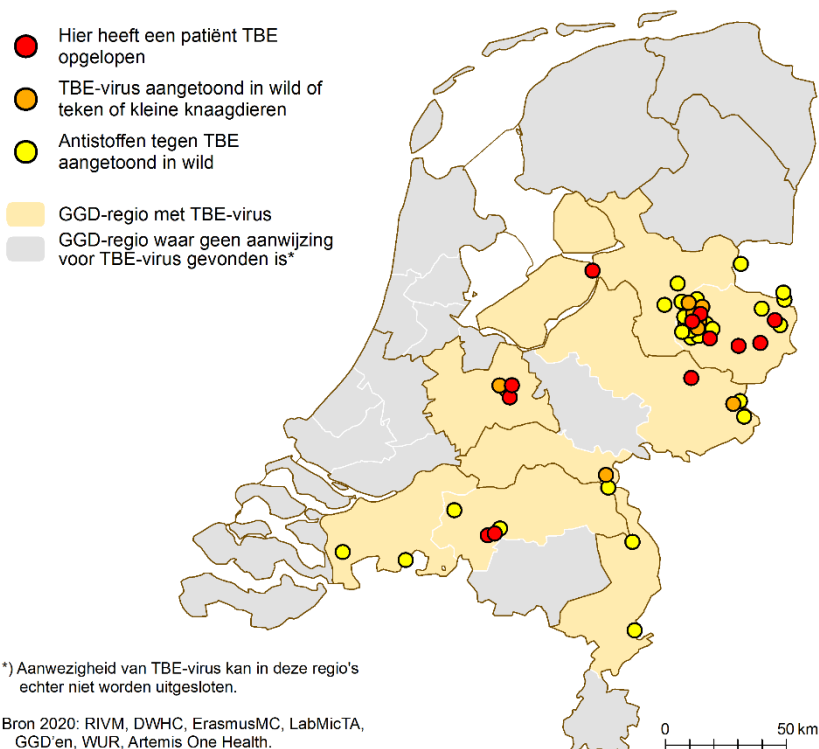 Hier heeft een patiënt TBE
opgelopen
TBE-virus aangetoond in wild of
teken of kleine knaagdieren
Antistoffen tegen TBE
aangetoond in wild
GGD-regio met TBE-virus
GGD-regio waar geen aanwijzing
voor TBE-virus gevonden is*
*) Aanwezigheid van TBE-virus kan in deze regio's
echter niet worden uitgesloten.
Bron 2020: RIVM, DWHC, ErasmusMC, LabMicTA,
GGD'en, WUR, Artemis One Health.
0 50 km